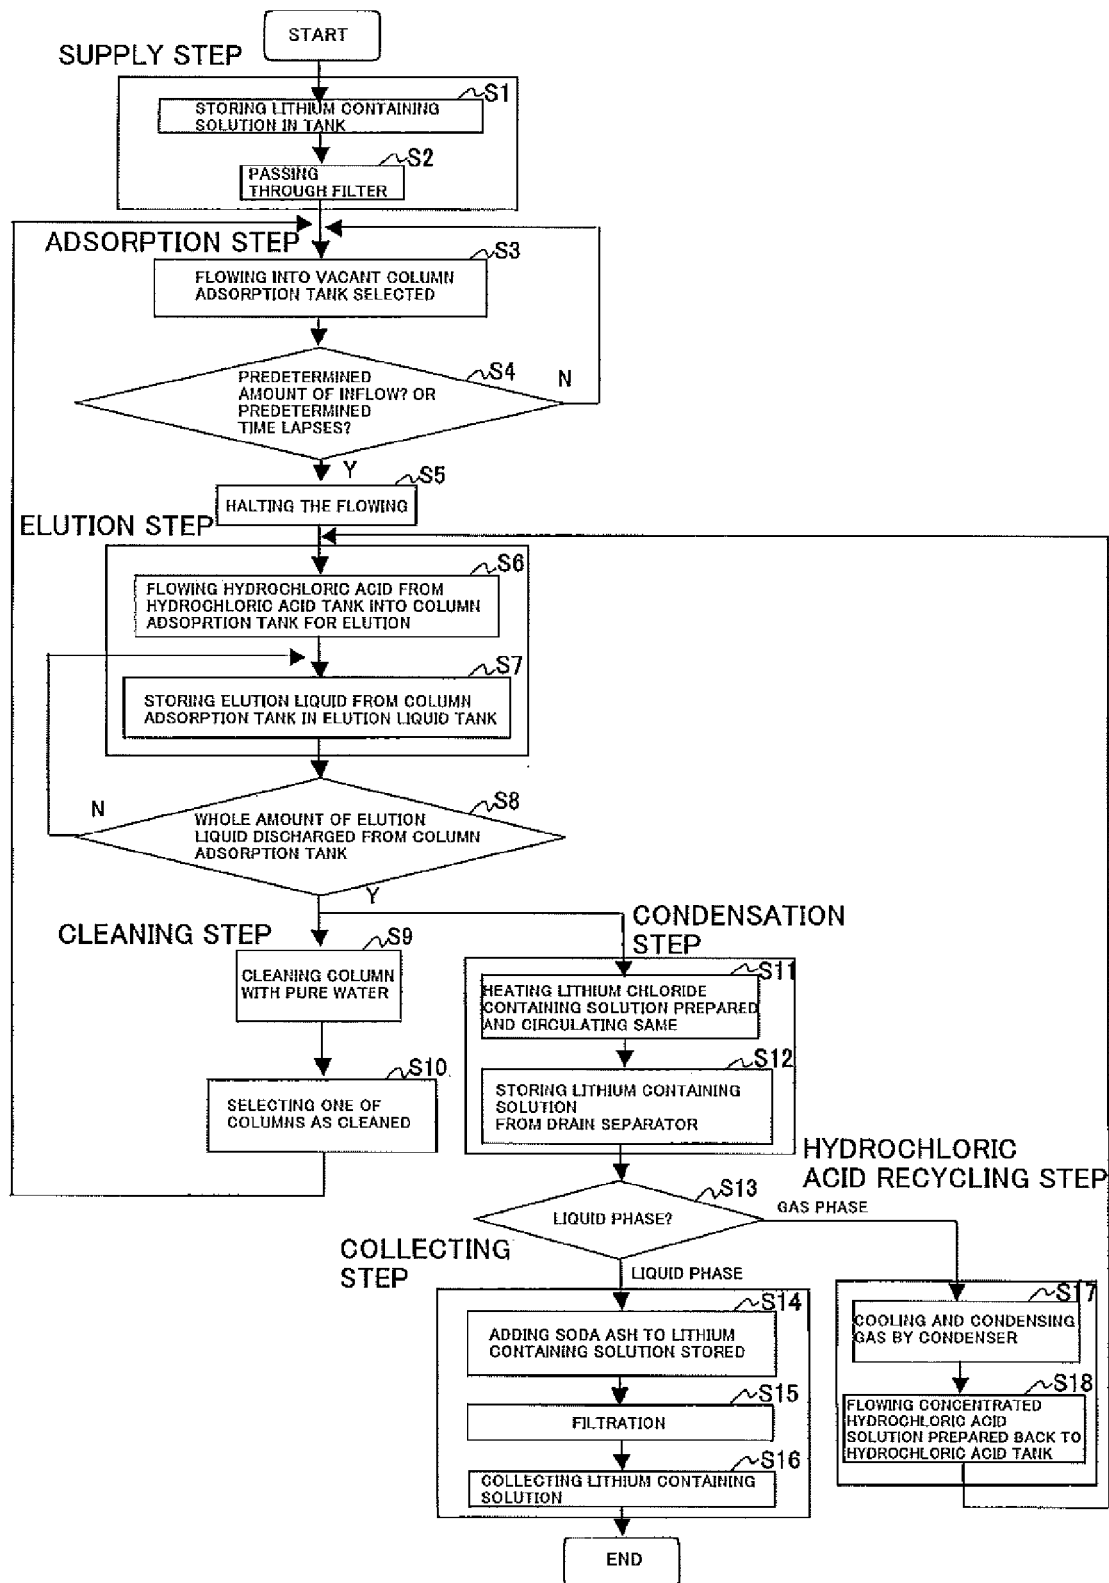 START
SUPPLY STEP
S1
STORING LITHIUM CONTAINING
SOLUTION IN TANK
S2
PASSING
THROUGH FILTER
ADSORPTION STEP
S3
FLOWING INTO VACANT COLUMN
ADSORPTION TANK SELECTED
S4
N
PREDETERMINED
AMOUNT OF INFLOW? OR
PREDETERMINED
TIME LAPSES?
Y
S5
HALTING THE FLOWING
ELUTION STEP
S6
FLOWING HYDROCHLORIC ACID FROM
HYDROCHLORIC ACID TANK INTO COLUMN
ADSOPRTION TANK FOR ELUTION
S7
STORING ELUTION LIQUID FROM COLUMN
ADSORPTION TANK IN ELUTION LIQUID TANK
S8
N
WHOLE AMOUNT OF ELUTION
LIQUID DISCHARGED FROM COLUMN
ADSORPTION TANK
Y
CLEANING STEP
S9
CLEANING COLUMN
WITH PURE WATER
S10
SELECTING ONE OF
COLUMNS AS CLEANED
CONDENSATION
STEP
S11
HEATING LITHIUM CHLORIDE
CONTAINING SOLUTION PREPARED
AND CIRCULATING SAME
S12
STORING LITHIUM CONTAINING
SOLUTION
FROM DRAIN SEPARATOR
HYDROCHLORIC
ACID RECYCLING STEP
S13
LIQUID PHASE?
GAS PHASE
COLLECTING
STEP
LIQUID PHASE
S14
ADDING SODA ASH TO LITHIUM
CONTAINING SOLUTION STORED
S15
FILTRATION
S16
COLLECTING LITHIUM CONTAINING
SOLUTION
S17
COOLING AND CONDENSING
GAS BY CONDENSER
S18
FLOWING CONCENTRATED
HYDROCHLORIC ACID
SOLUTION PREPARED BACK TO
HYDROCHLORIC ACID TANK
END